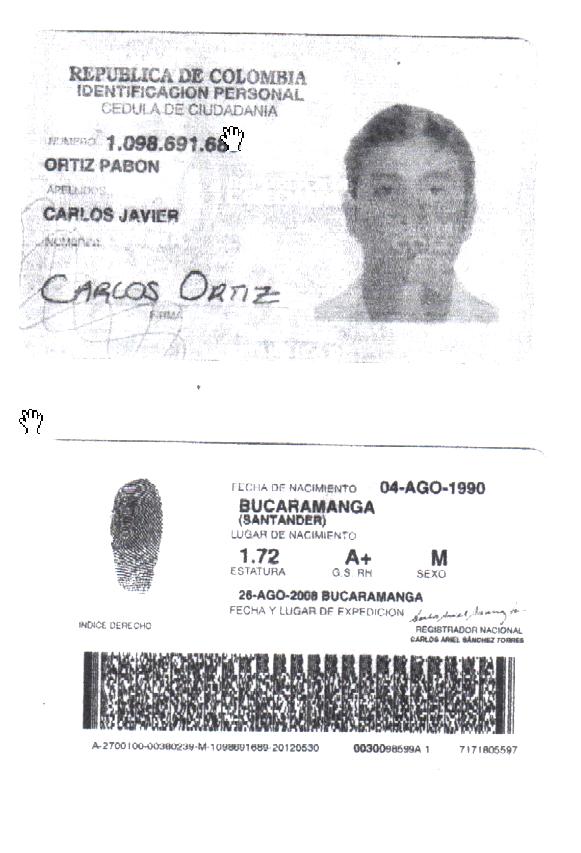 REPUBLICA DE COLOMBIA
IDENTIFICACION PERSONAL
CEDULA DE CIUDADANIA
NUMERO 1.098.691.68
ORTIZ PABON
APELLIDOS
CARLOS JAVIER
NOMBRES
CARLOS ORTIZ
FIRMA
FECHA DE NACIMIENTO 04-AGO-1990
BUCARAMANGA
(SANTANDER)
LUGAR DE NACIMIENTO
1.72 A+ M
ESTATURA G.S. RH SEXO
26-AGO-2008 BUCARAMANGA
FECHA Y LUGAR DE EXPEDICION
INDICE DERECHO
REGISTRADOR NACIONAL
CARLOS ARIEL SÁNCHEZ TORRES
A-2700100-00380239-M-1098691689-20120530 0030098599A 1 7171805597